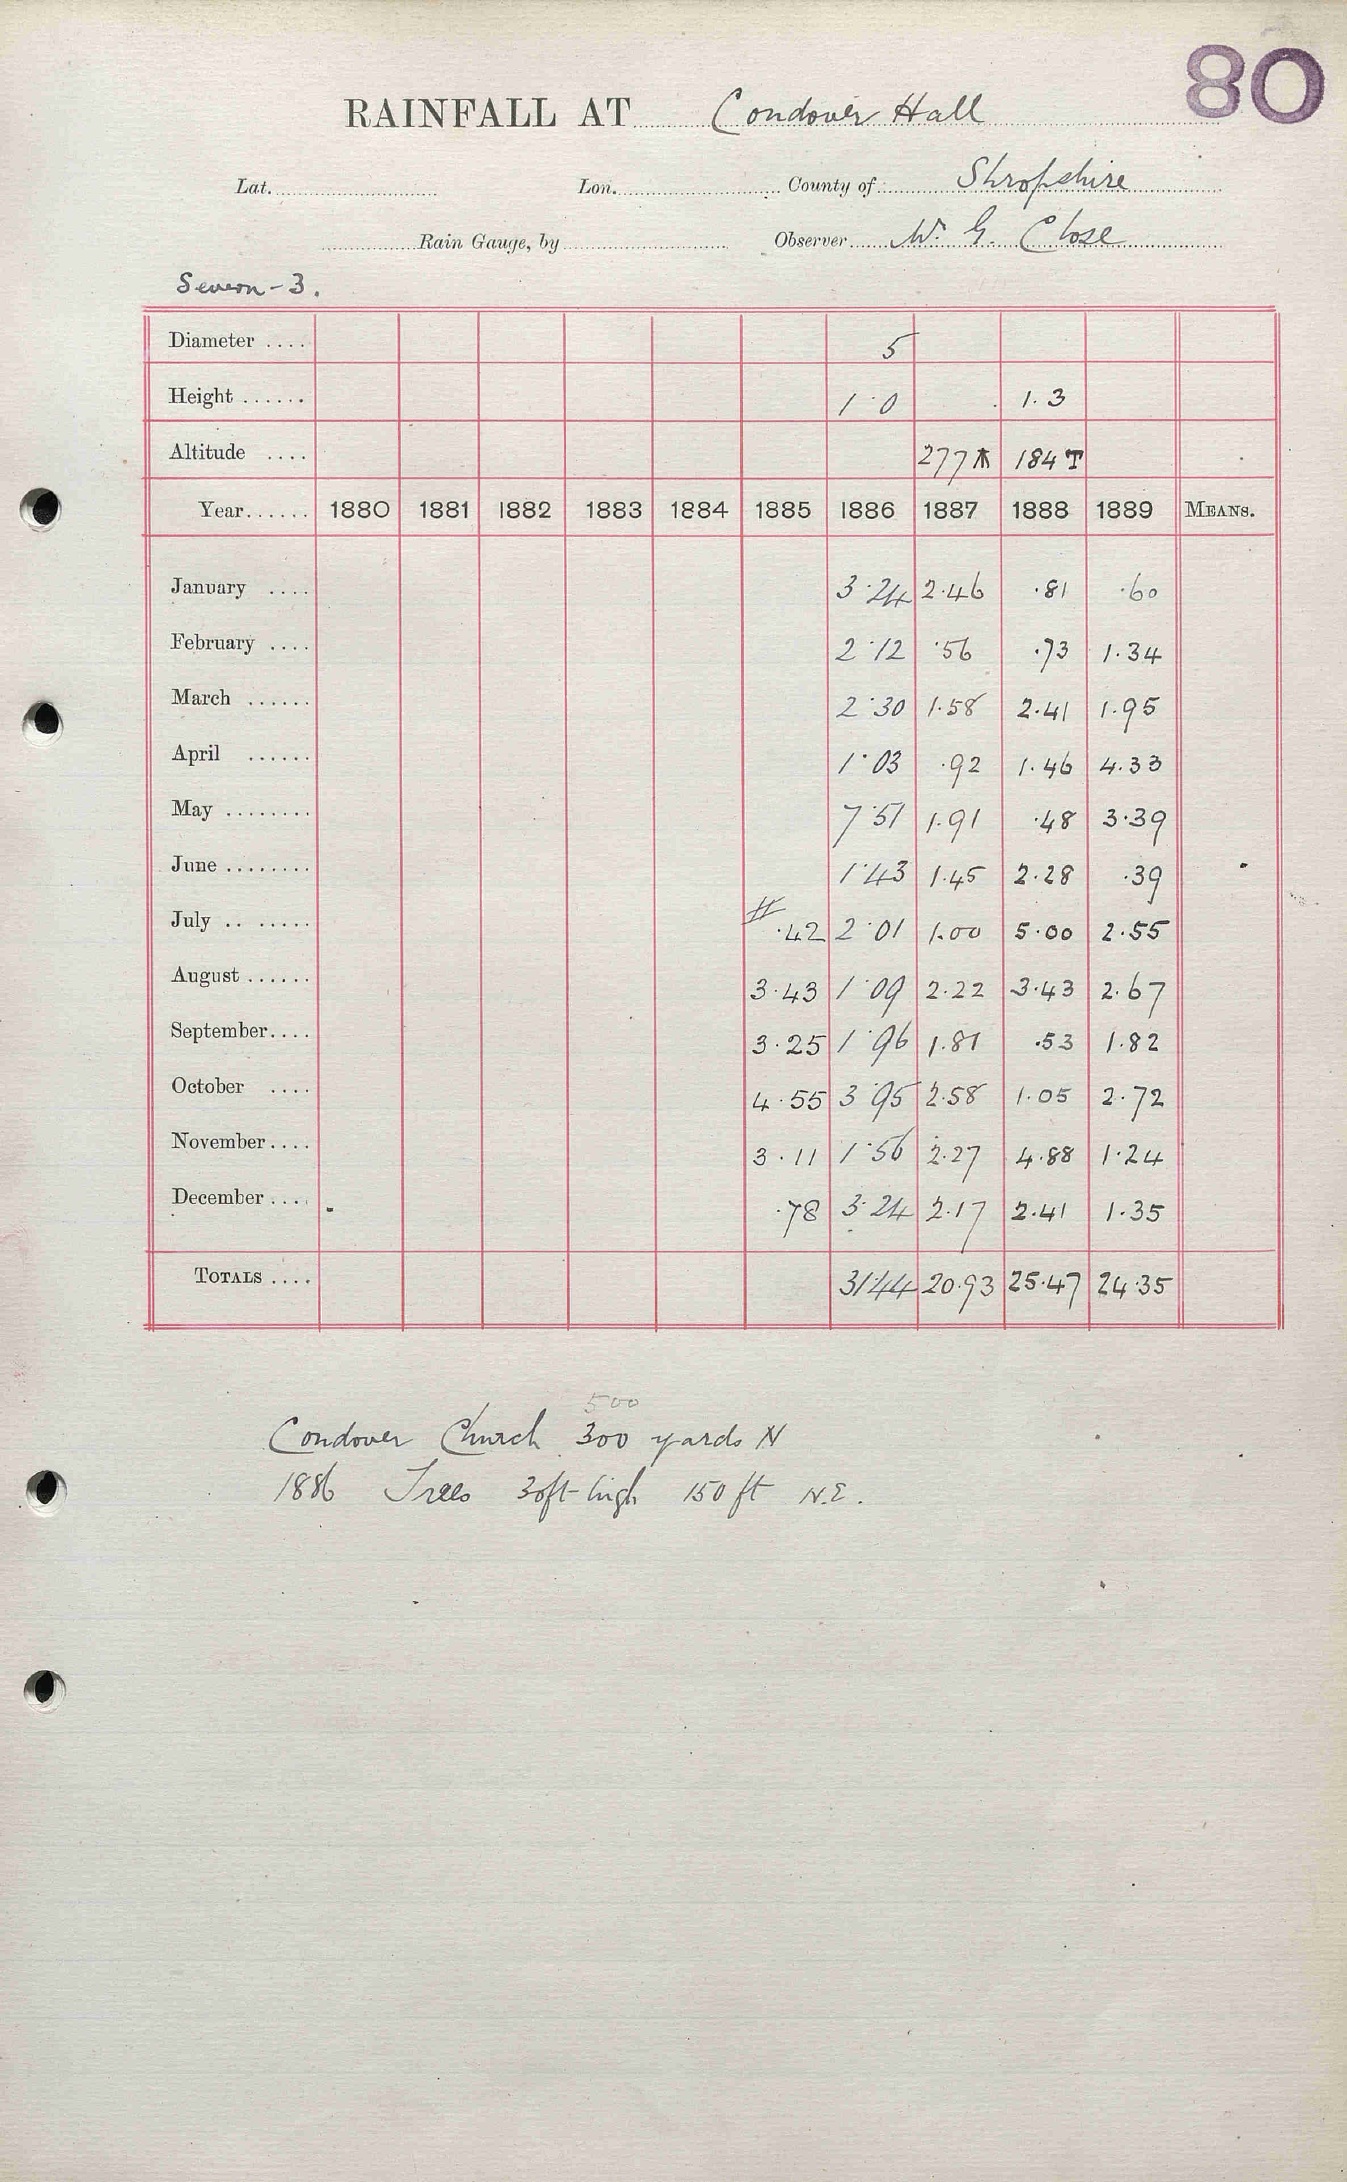 80
RAINFALL AT Condover Hall
Lat. Lon. County of Shropshire
Rain Gauge, by Observer W. G. Close
Severn - 3.
Diameter .... 5
Height ...... 1·0 1·3
Altitude .... 277 184 T
Year...... 1880 1881 1882 1883 1884 1885 1886 1887 1888 1889 MEANS.
January .... 3·24 2·46 ·81 ·60
February .... 2·12 ·56 ·73 1·34
March ...... 2·30 1·58 2·41 1·95
April ...... 1·03 ·92 1·46 4·33
May ........ 7·51 1·91 ·48 3·39
June ........ 1·43 1·45 2·28 ·39
July .. ..... # ·42 2·01 1·00 5·00 2·55
August ...... 3·43 1·09 2·22 3·43 2·67
September.... 3·25 1·96 1·81 ·53 1·82
October .... 4·55 3·95 2·58 1·05 2·72
November.... 3·11 1·56 2·27 4·88 1·24
December .... ·78 3·24 2·17 2·41 1·35
TOTALS .... 31·44 20·93 25·47 24·35
500
Condover Church 300 yards N
1886 Trees 30ft high 150 ft N.E.